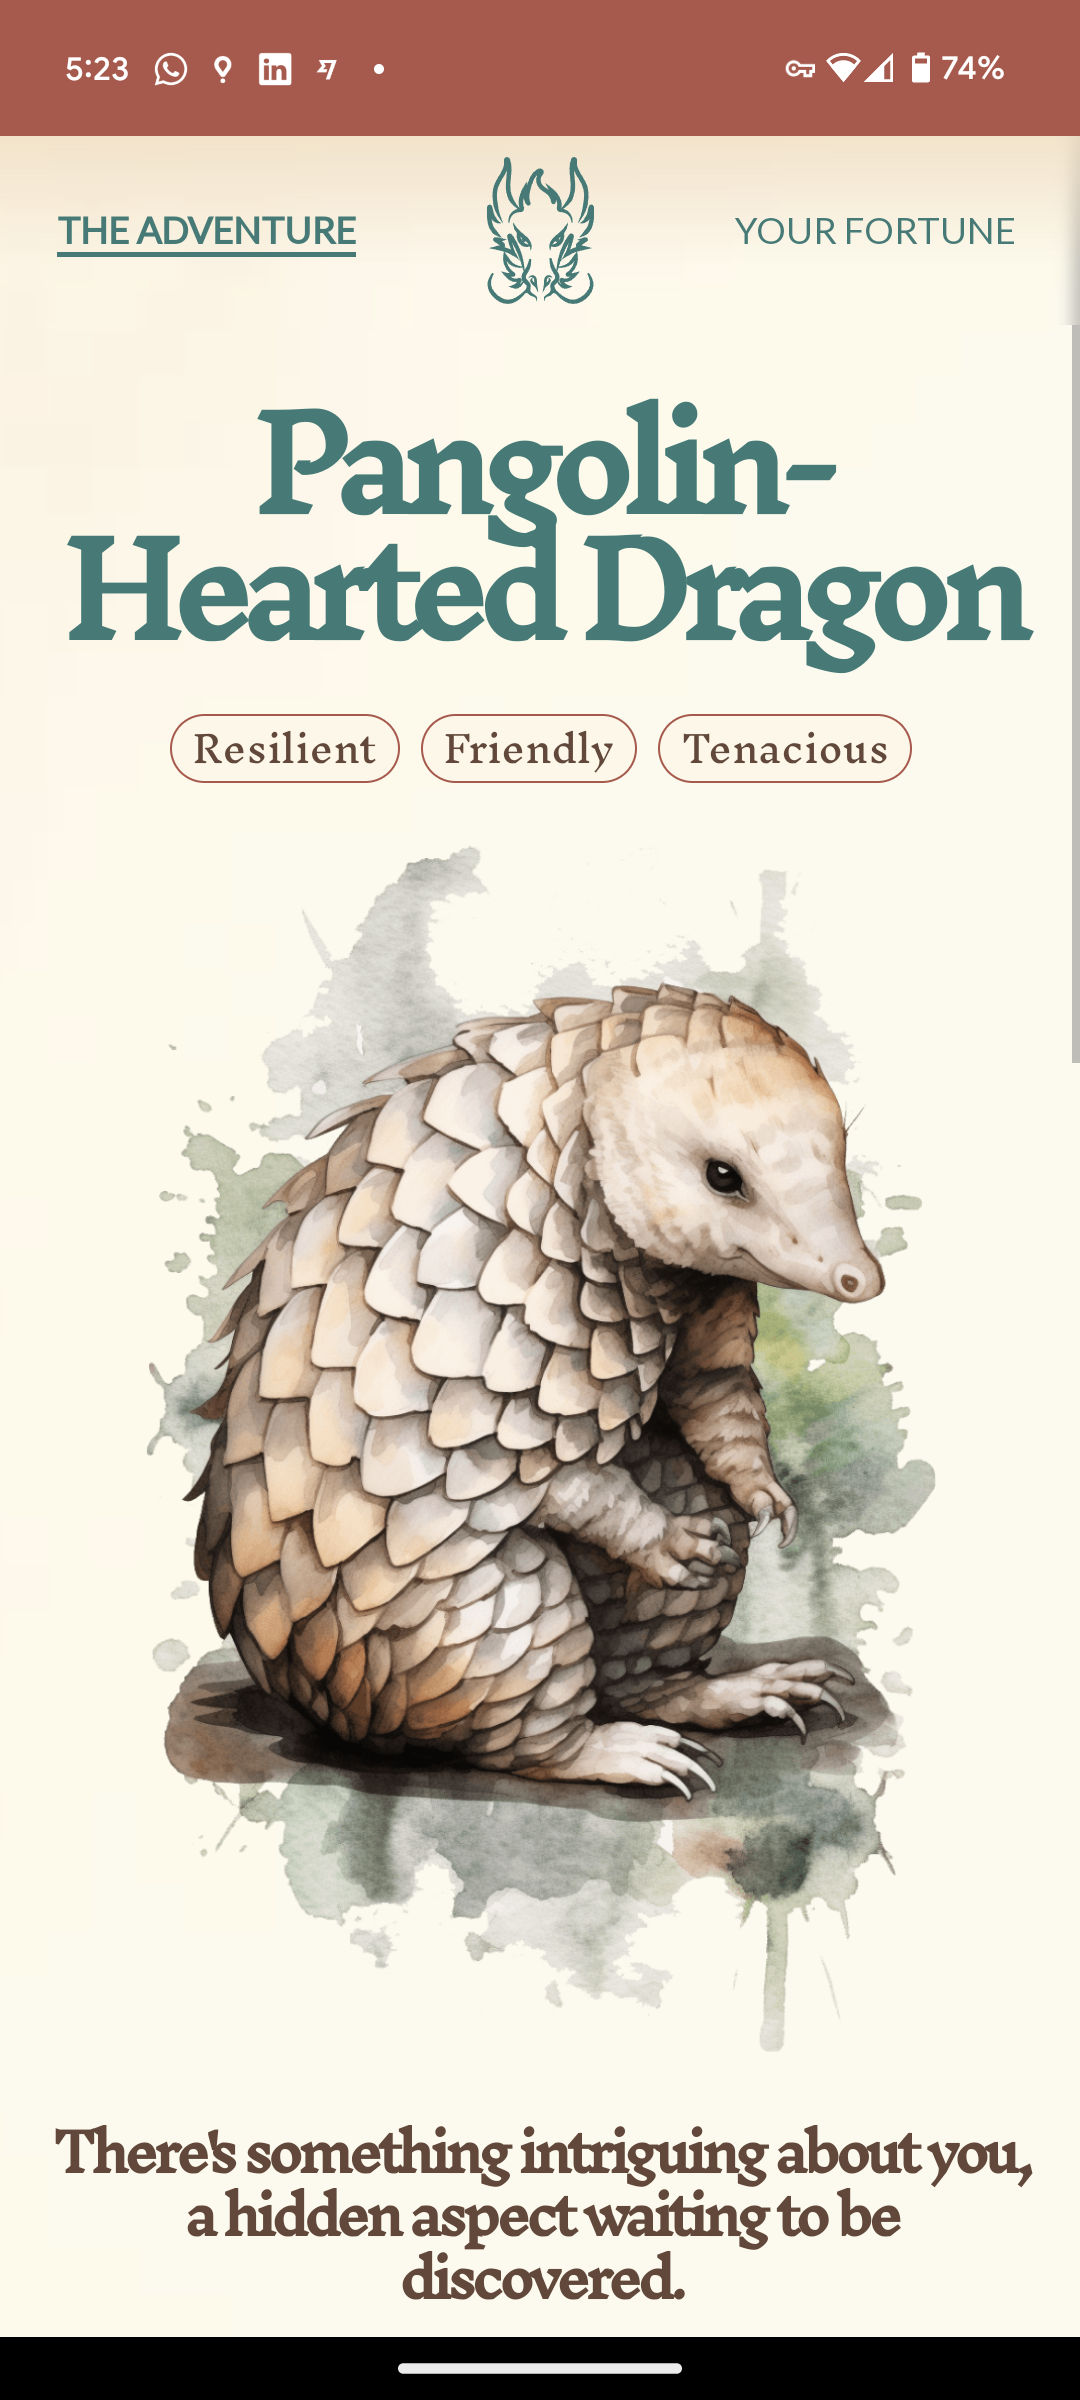 5:23
74%
THE ADVENTURE
YOUR FORTUNE
Pangolin-
Hearted Dragon
Resilient
Friendly
Tenacious
There's something intriguing about you,
a hidden aspect waiting to be
discovered.